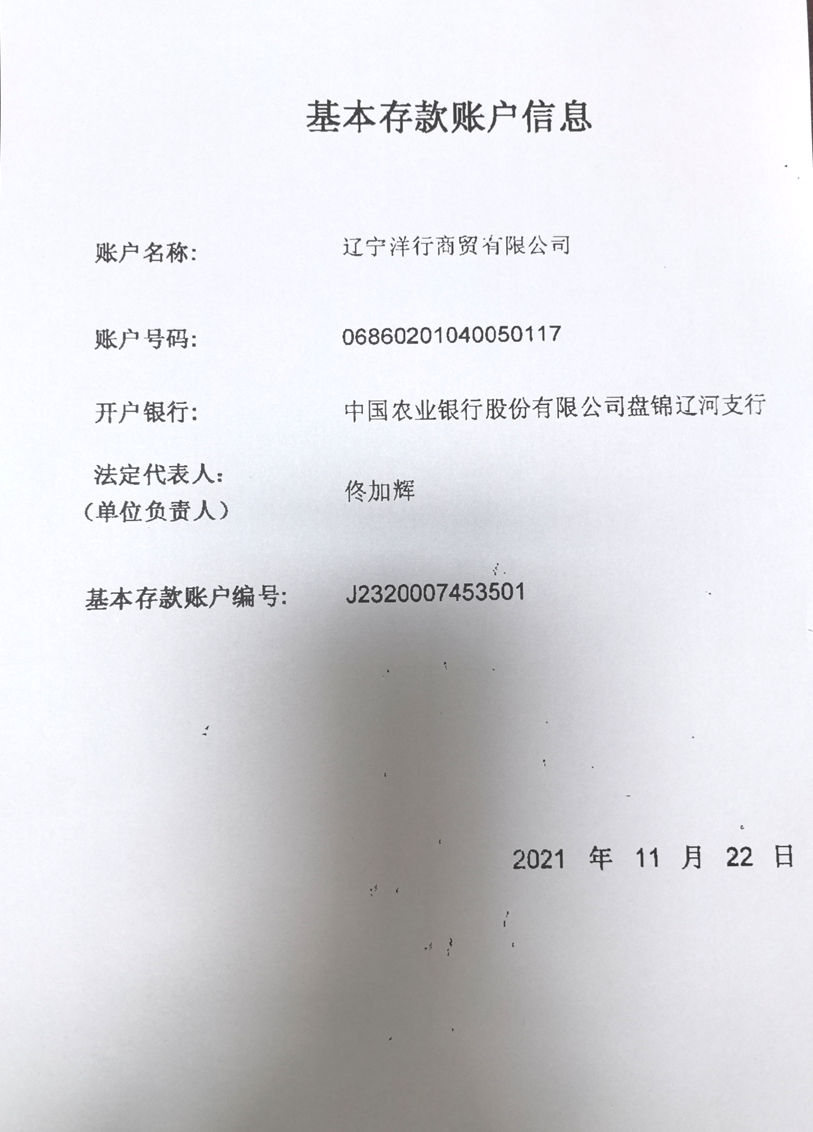 基本存款账户信息
账户名称: 辽宁洋行商贸有限公司
账户号码: 06860201040050117
开户银行: 中国农业银行股份有限公司盘锦辽河支行
法定代表人: 佟加辉
（单位负责人）
基本存款账户编号: J2320007453501
2021 年 11 月 22 日